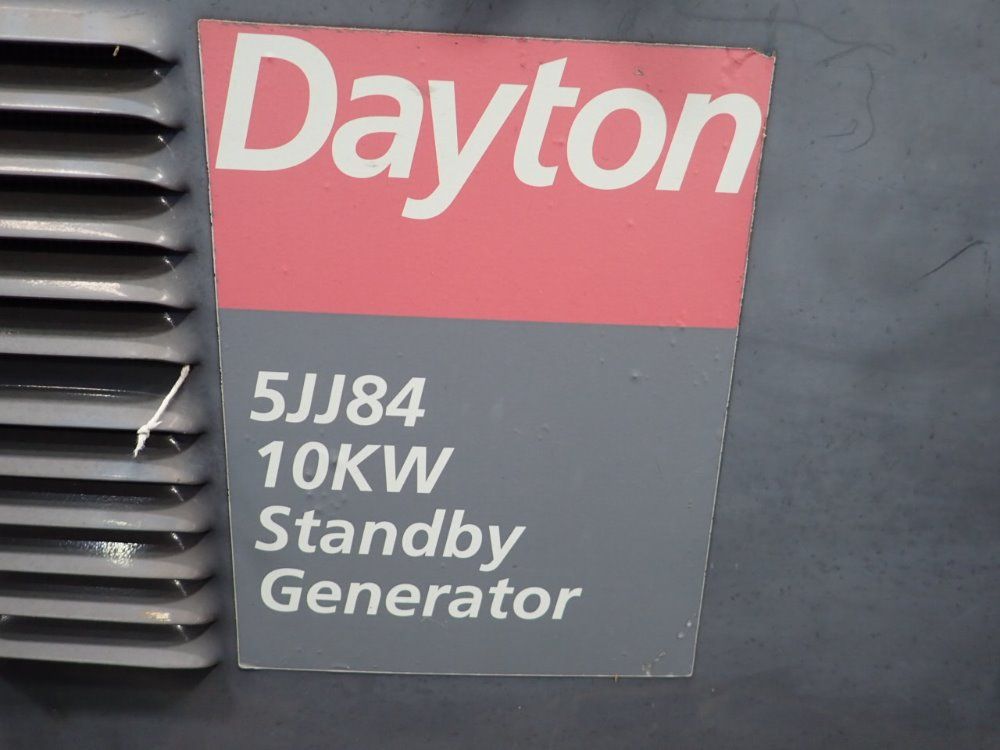 Dayton
5JJ84
10KW
Standby
Generator